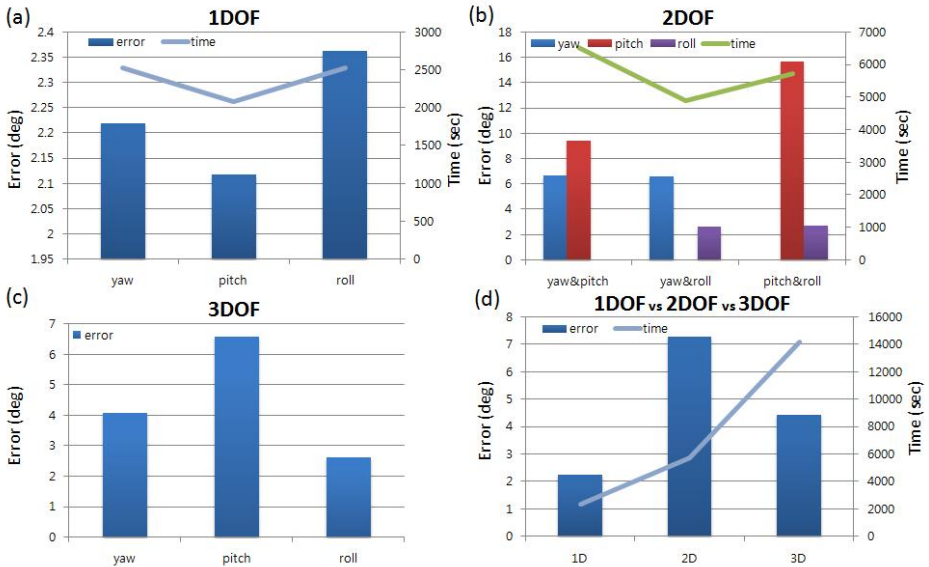 (a)
1DOF
error
time
Error (deg)
2.4
2.35
2.3
2.25
2.2
2.15
2.1
2.05
2
1.95
3000
2500
2000
1500
1000
500
0
Time (sec)
yaw
pitch
roll
(b)
2DOF
yaw
pitch
roll
time
Error (deg)
18
16
14
12
10
8
6
4
2
0
7000
6000
5000
4000
3000
2000
1000
0
Time (sec)
yaw&pitch
yaw&roll
pitch&roll
(c)
3DOF
error
Error (deg)
7
6
5
4
3
2
1
0
yaw
pitch
roll
(d)
1DOF vs 2DOF vs 3DOF
error
time
Error (deg)
8
7
6
5
4
3
2
1
0
16000
14000
12000
10000
8000
6000
4000
2000
0
Time (sec)
1D
2D
3D